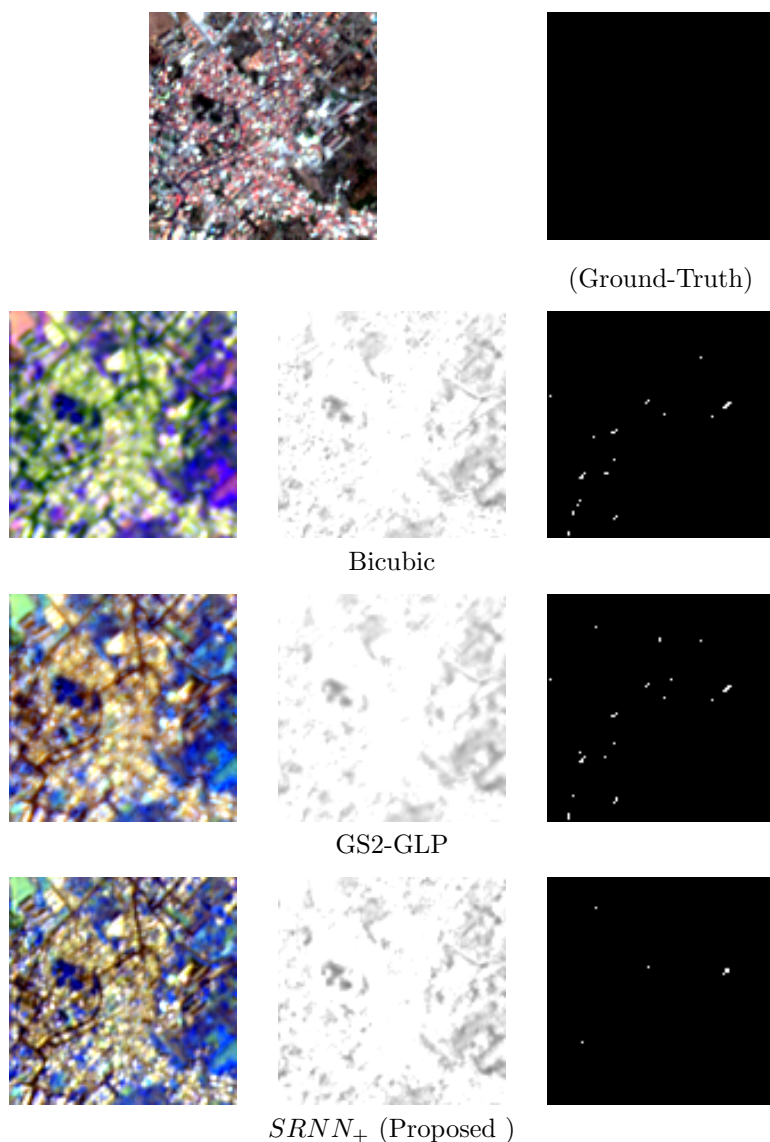 (Ground-Truth)
Bicubic
GS2-GLP
SRNN+ (Proposed )